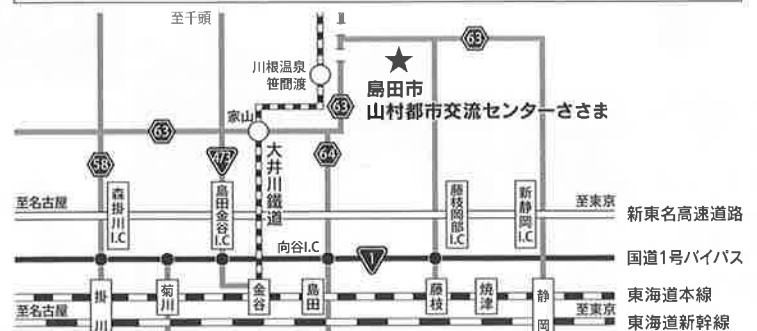 至千頭
63
川根温泉
笹間渡
島田市
山村都市交流センターささま
63
家山
63
64
58
473
大井川鐵道
森掛川I.C
島田金谷I.C
藤枝岡部I.C
新静岡I.C
至名古屋
至東京
新東名高速道路
向谷I.C
1
国道1号バイパス
掛川
菊川
金谷
島田
藤枝
焼津
静岡
東海道本線
至名古屋
至東京
東海道新幹線